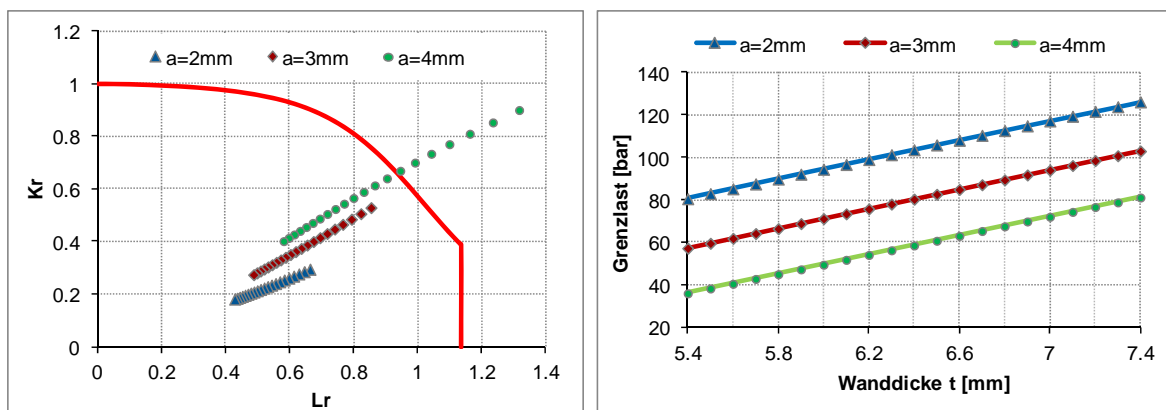 a=2mm a=3mm a=4mm
1.2
1
0.8
0.6
0.4
0.2
0
Kr
0 0.2 0.4 0.6 0.8 1 1.2 1.4
Lr
a=2mm a=3mm a=4mm
140
120
100
80
60
40
20
Grenzlast [bar]
5.4 5.8 6.2 6.6 7 7.4
Wanddicke t [mm]